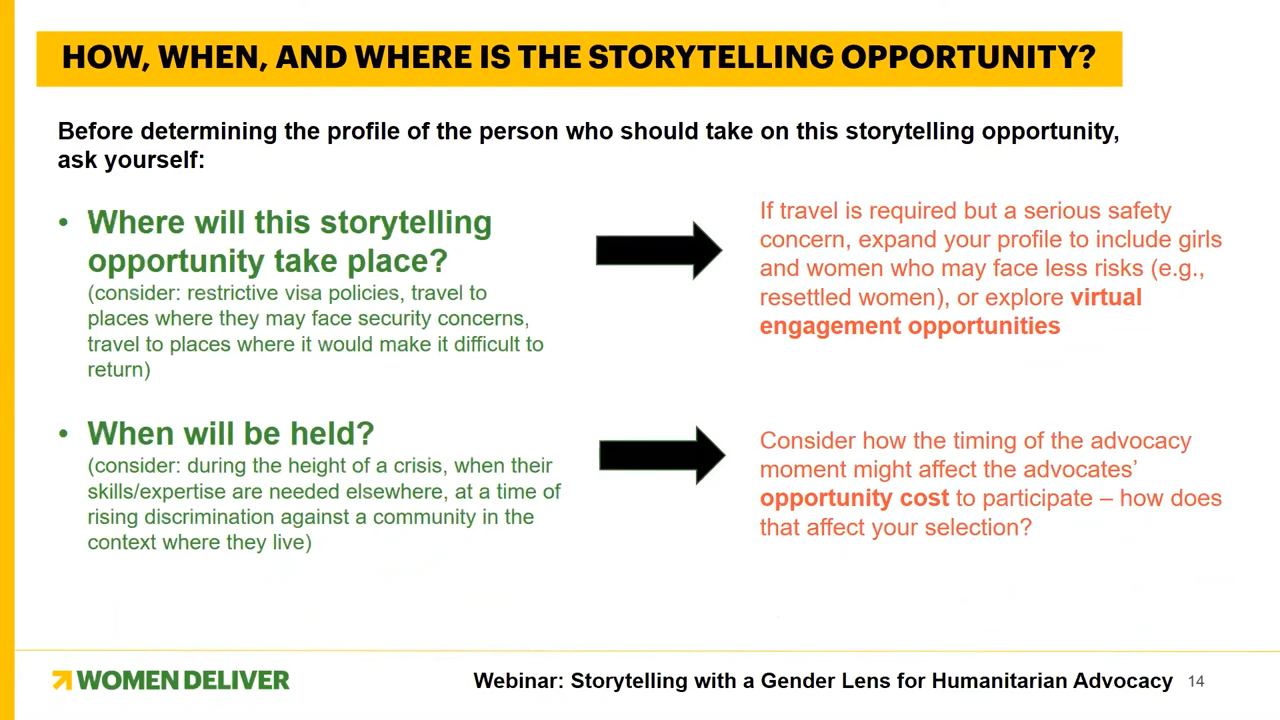 HOW, WHEN, AND WHERE IS THE STORYTELLING OPPORTUNITY?
Before determining the profile of the person who should take on this storytelling opportunity,
ask yourself:
• Where will this storytelling
opportunity take place?
(consider: restrictive visa policies, travel to
places where they may face security concerns,
travel to places where it would make it difficult to
return)
If travel is required but a serious safety
concern, expand your profile to include girls
and women who may face less risks (e.g.,
resettled women), or explore virtual
engagement opportunities
• When will be held?
(consider: during the height of a crisis, when their
skills/expertise are needed elsewhere, at a time of
rising discrimination against a community in the
context where they live)
Consider how the timing of the advocacy
moment might affect the advocates’
opportunity cost to participate – how does
that affect your selection?
WOMEN DELIVER
Webinar: Storytelling with a Gender Lens for Humanitarian Advocacy
14